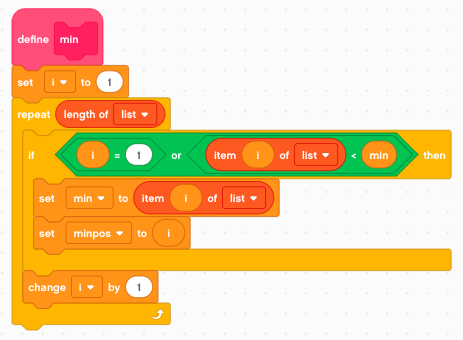 define min
set i to 1
repeat length of list
if i = 1 or item i of list < min then
set min to item i of list
set minpos to i
change i by 1